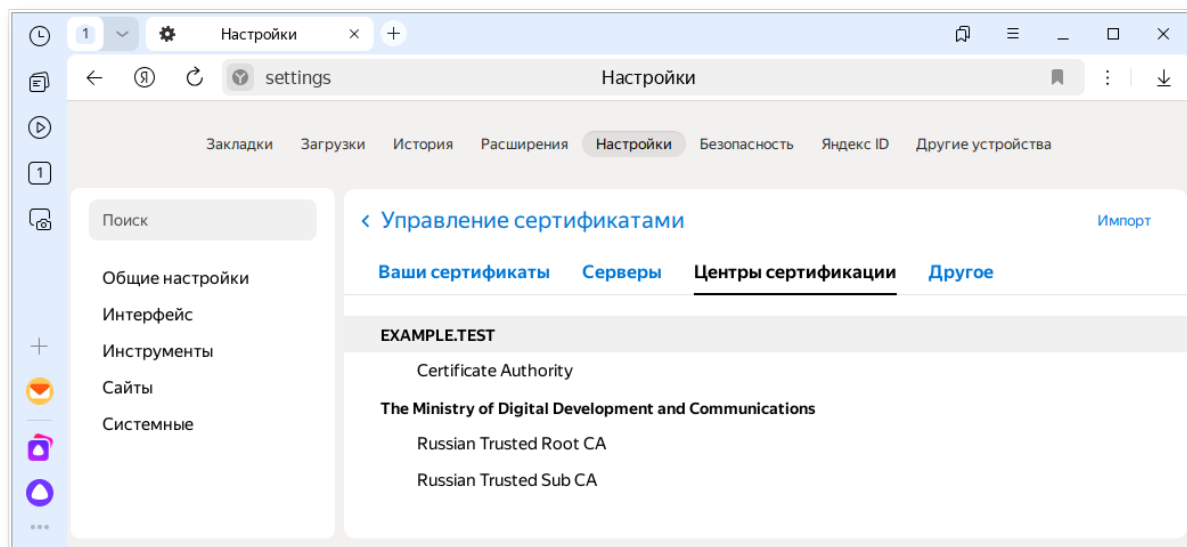 1 Настройки
Я settings Настройки
Закладки Загрузки История Расширения Настройки Безопасность Яндекс ID Другие устройства
1
Поиск
Общие настройки
Интерфейс
Инструменты
Сайты
Системные
Управление сертификатами Импорт
Ваши сертификаты Серверы Центры сертификации Другое
EXAMPLE.TEST
Certificate Authority
The Ministry of Digital Development and Communications
Russian Trusted Root CA
Russian Trusted Sub CA